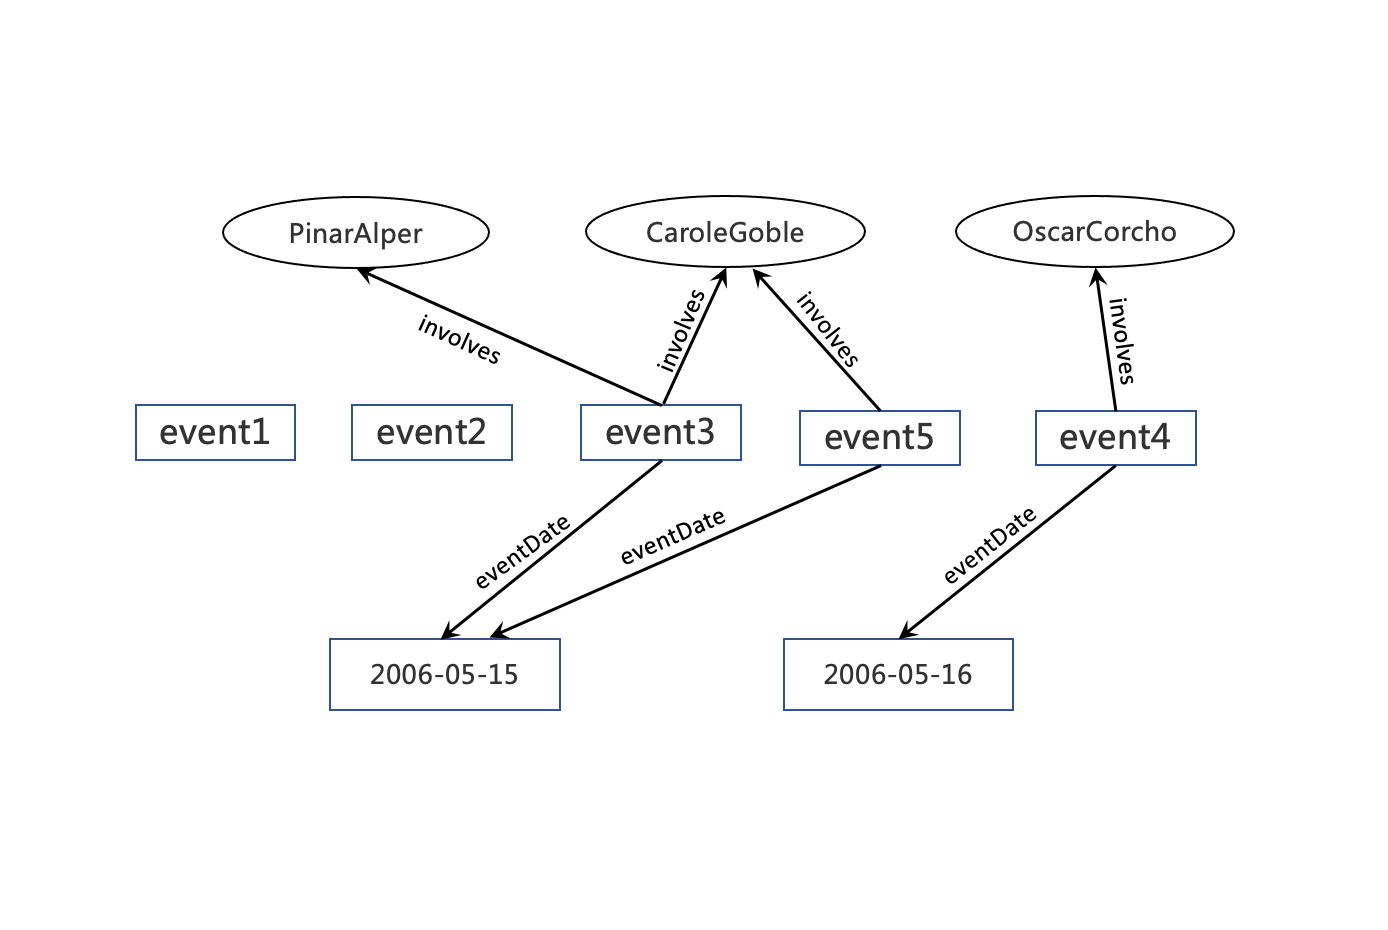 PinarAlper
CaroleGoble
OscarCorcho
involves
involves
involves
involves
event1
event2
event3
event5
event4
eventDate
eventDate
eventDate
2006-05-15
2006-05-16